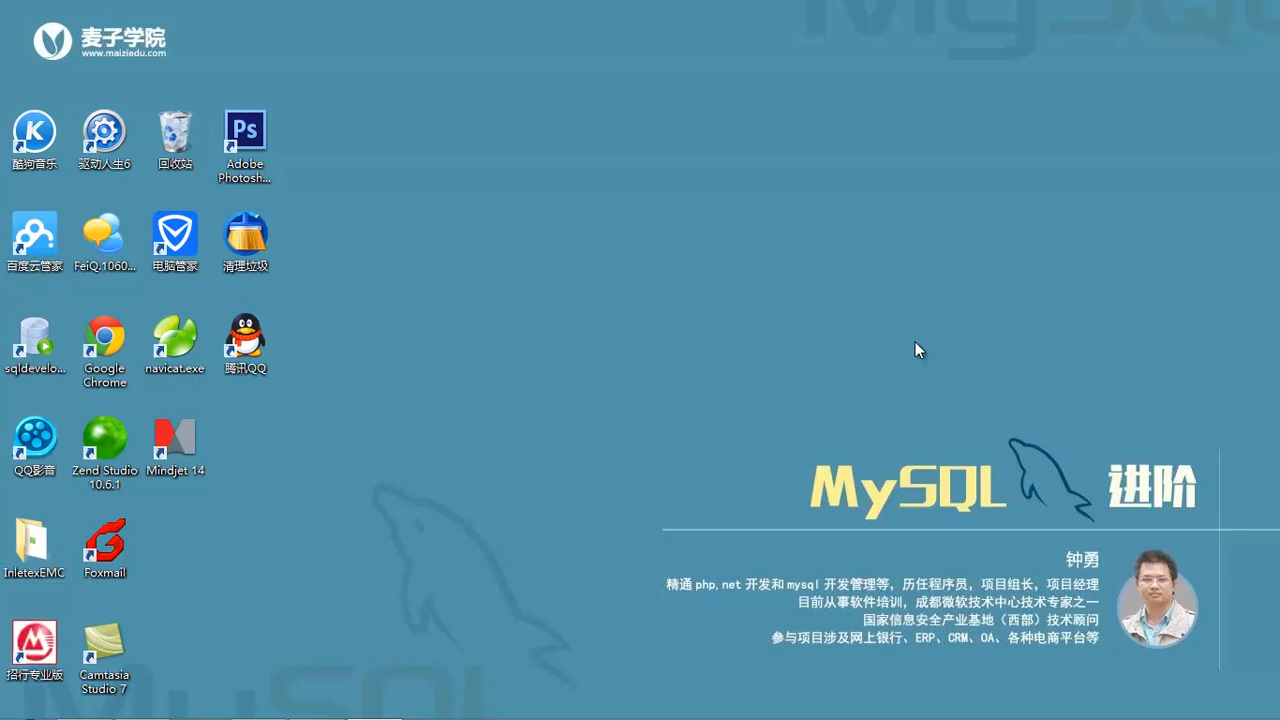 麦子学院
www.maiziedu.com
MySQL
酷狗音乐
驱动人生6
回收站
Ps
Adobe
Photosh...
百度云管家
FeiQ.1060...
电脑管家
清理垃圾
sqldevelo...
Google
Chrome
navicat.exe
腾讯QQ
QQ影音
Zend Studio
10.6.1
Mindjet 14
InletexEMC
Foxmail
招行专业版
Camtasia
Studio 7
MySQL 进阶
钟勇
精通 php,net 开发和 mysql 开发管理等，历任程序员，项目组长，项目经理
目前从事软件培训，成都微软技术中心技术专家之一
国家信息安全产业基地（西部）技术顾问
参与项目涉及网上银行、ERP、CRM、OA、各种电商平台等
MySQL